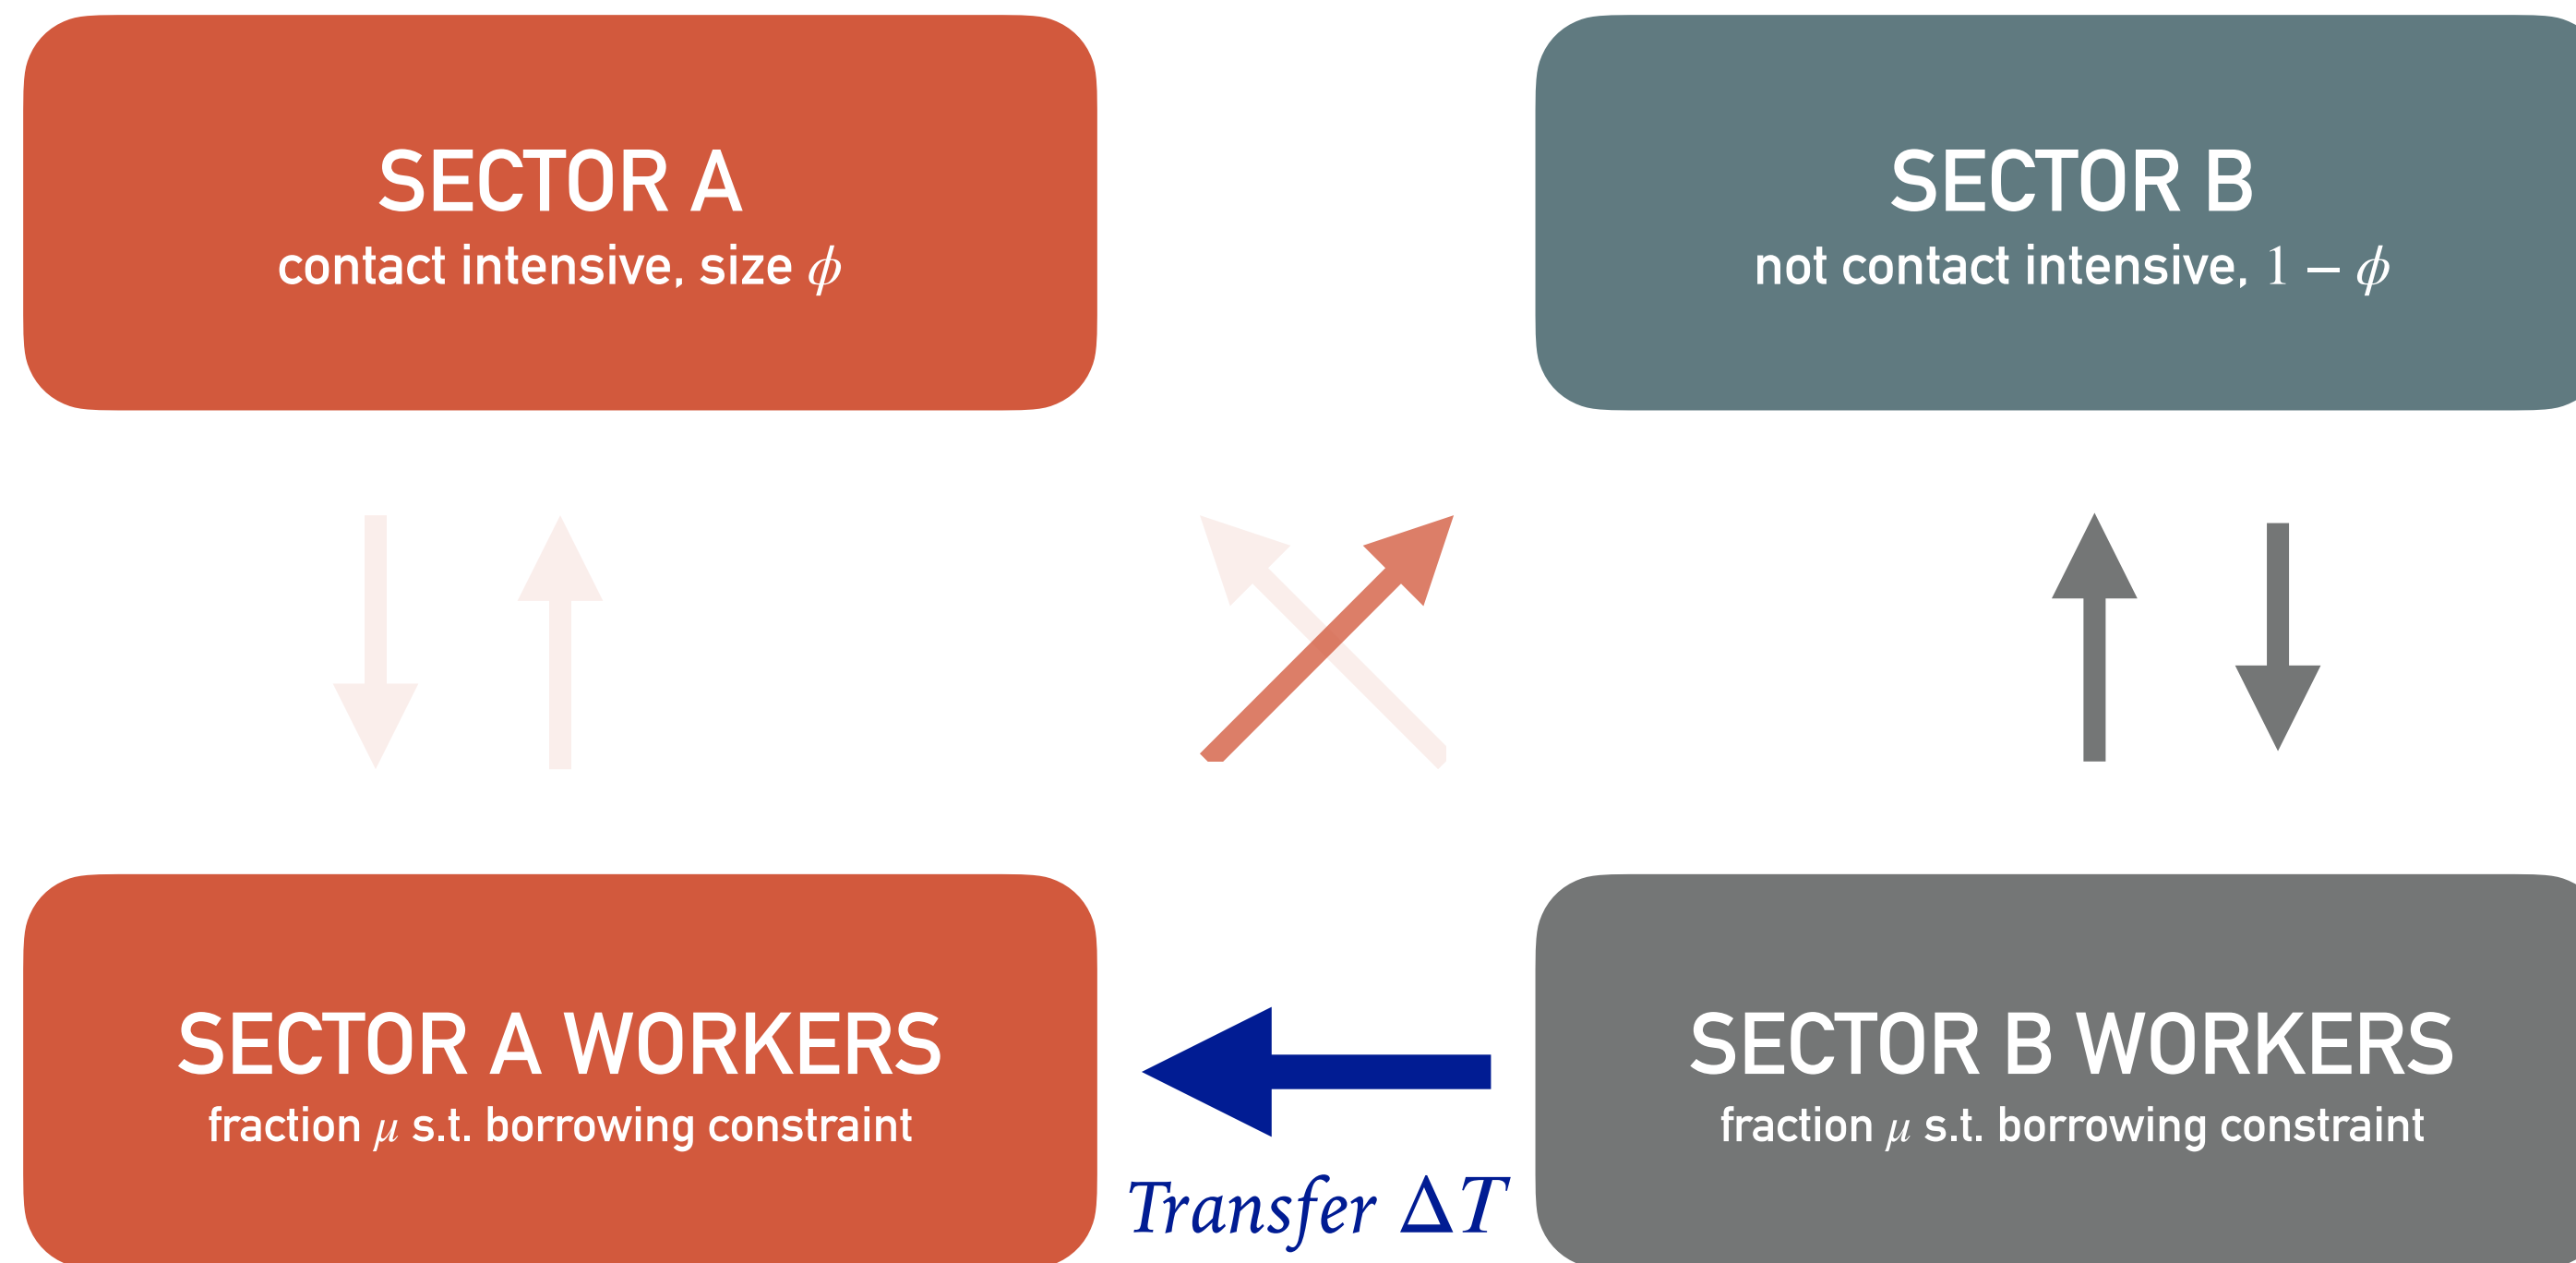 SECTOR A
contact intensive, size ϕ
SECTOR B
not contact intensive, 1 − ϕ
SECTOR A WORKERS
fraction μ s.t. borrowing constraint
Transfer ΔT
SECTOR B WORKERS
fraction μ s.t. borrowing constraint